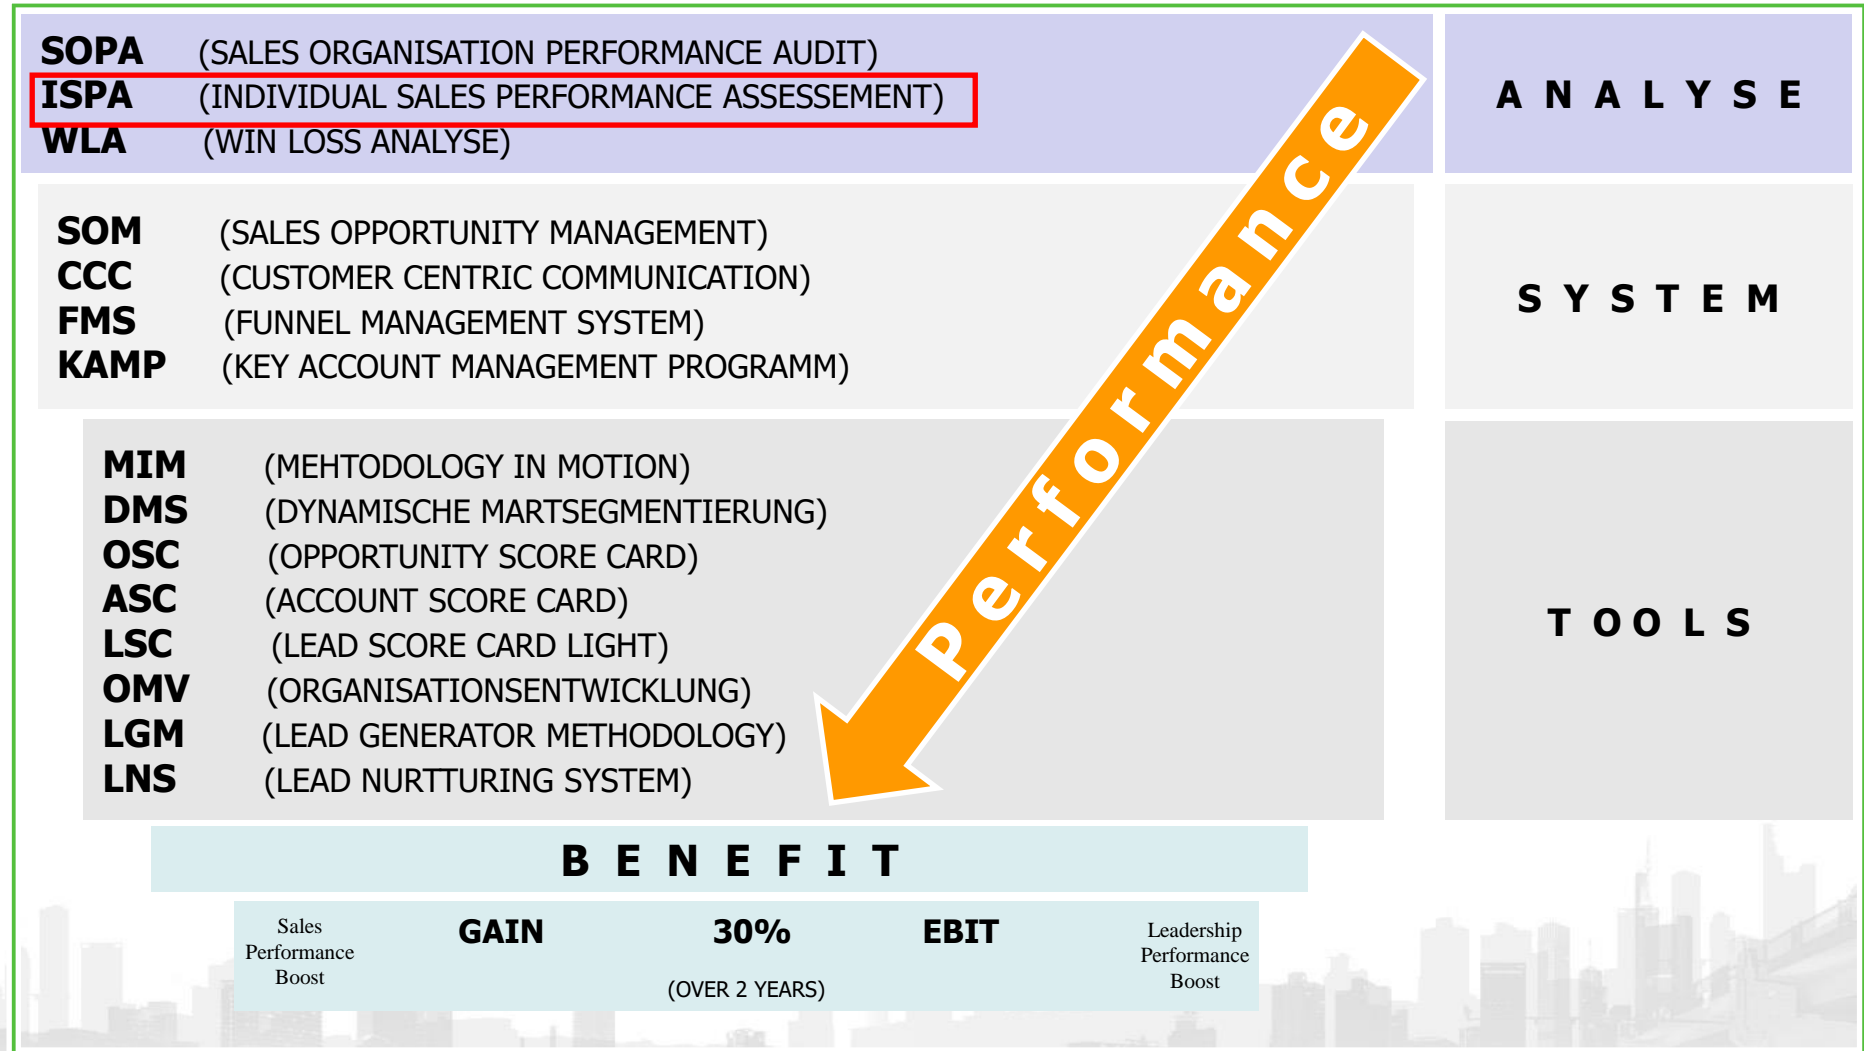 SOPA (SALES ORGANISATION PERFORMANCE AUDIT)
ISPA (INDIVIDUAL SALES PERFORMANCE ASSESSEMENT)
WLA (WIN LOSS ANALYSE)
ANALYSE
SOM (SALES OPPORTUNITY MANAGEMENT)
CCC (CUSTOMER CENTRIC COMMUNICATION)
FMS (FUNNEL MANAGEMENT SYSTEM)
KAMP (KEY ACCOUNT MANAGEMENT PROGRAMM)
SYSTEM
MIM (MEHTODOLOGY IN MOTION)
DMS (DYNAMISCHE MARTSEGMENTIERUNG)
OSC (OPPORTUNITY SCORE CARD)
ASC (ACCOUNT SCORE CARD)
LSC (LEAD SCORE CARD LIGHT)
OMV (ORGANISATIONSENTWICKLUNG)
LGM (LEAD GENERATOR METHODOLOGY)
LNS (LEAD NURTTURING SYSTEM)
TOOLS
Performance
BENEFIT
Sales
Performance
Boost
GAIN 30% EBIT
(OVER 2 YEARS)
Leadership
Performance
Boost